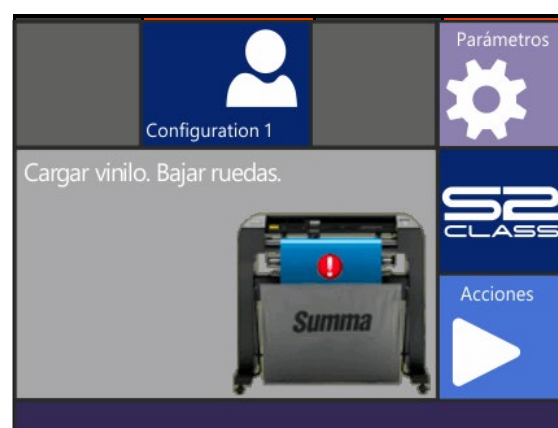 Parámetros
Configuration 1
Cargar vinilo. Bajar ruedas.
S2
CLASS
Summa
Acciones